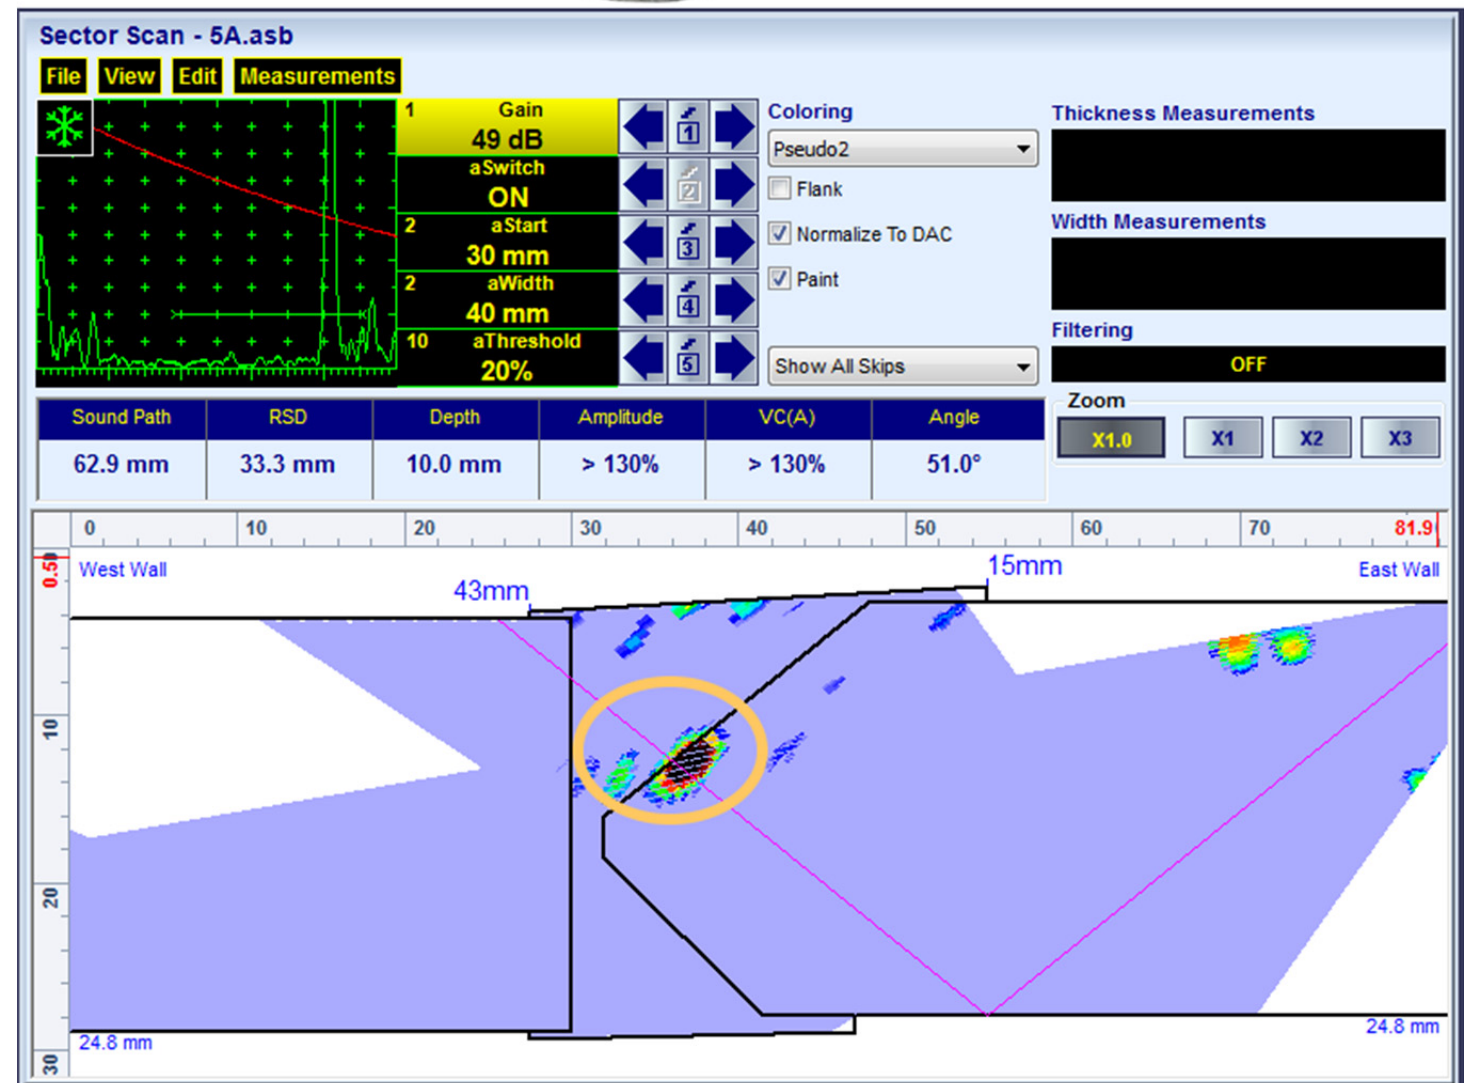 Sector Scan - 5A.asb
File View Edit Measurements
1 Gain
49 dB
1
aSwitch
ON
2
2 aStart
30 mm
3
2 aWidth
40 mm
4
10 aThreshold
20%
5
Coloring
Pseudo2
Flank
Normalize To DAC
Paint
Show All Skips
Thickness Measurements
Width Measurements
Filtering
OFF
Zoom
X1.0 X1 X2 X3
Sound Path RSD Depth Amplitude VC(A) Angle
62.9 mm 33.3 mm 10.0 mm > 130% > 130% 51.0°
0 10 20 30 40 50 60 70 81.9
0.50
West Wall
43mm
15mm
East Wall
10
20
24.8 mm
24.8 mm
30